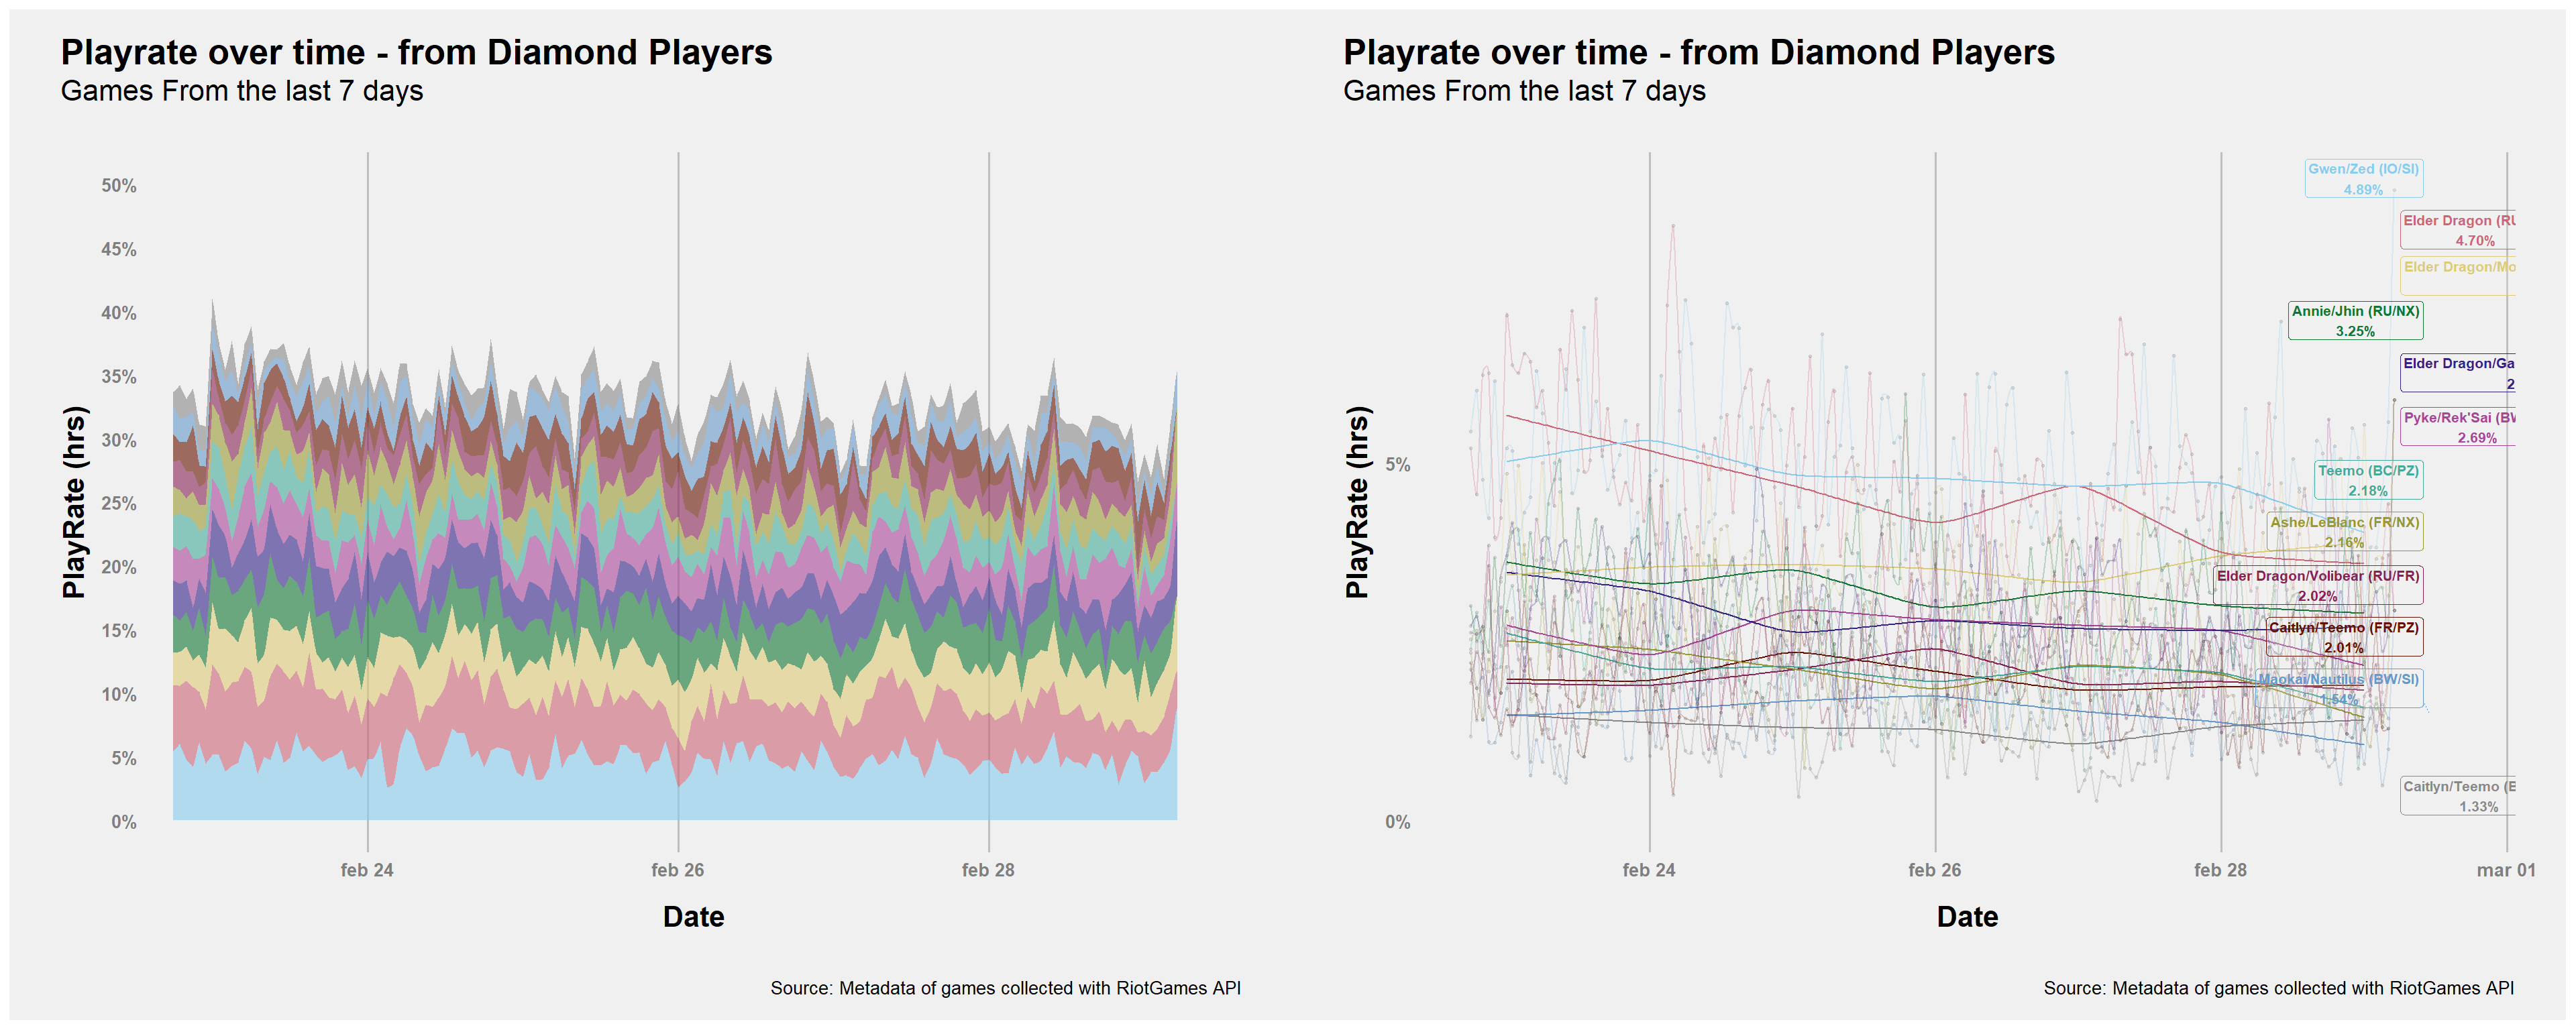 Playrate over time - from Diamond Players
Games From the last 7 days
PlayRate (hrs)
50%
45%
40%
35%
30%
25%
20%
15%
10%
5%
0%
feb 24
feb 26
feb 28
Date
Source: Metadata of games collected with RiotGames API
Playrate over time - from Diamond Players
Games From the last 7 days
PlayRate (hrs)
5%
0%
Gwen/Zed (IO/SI)
4.89%
Elder Dragon (RU
4.70%
Elder Dragon/Mo
Annie/Jhin (RU/NX)
3.25%
Elder Dragon/Ga
2
Pyke/Rek'Sai (BW
2.69%
Teemo (BC/PZ)
2.18%
Ashe/LeBlanc (FR/NX)
2.16%
Elder Dragon/Volibear (RU/FR)
2.02%
Caitlyn/Teemo (FR/PZ)
2.01%
Maokai/Nautilus (BW/SI)
1.54%
Caitlyn/Teemo (B
1.33%
feb 24
feb 26
feb 28
mar 01
Date
Source: Metadata of games collected with RiotGames API